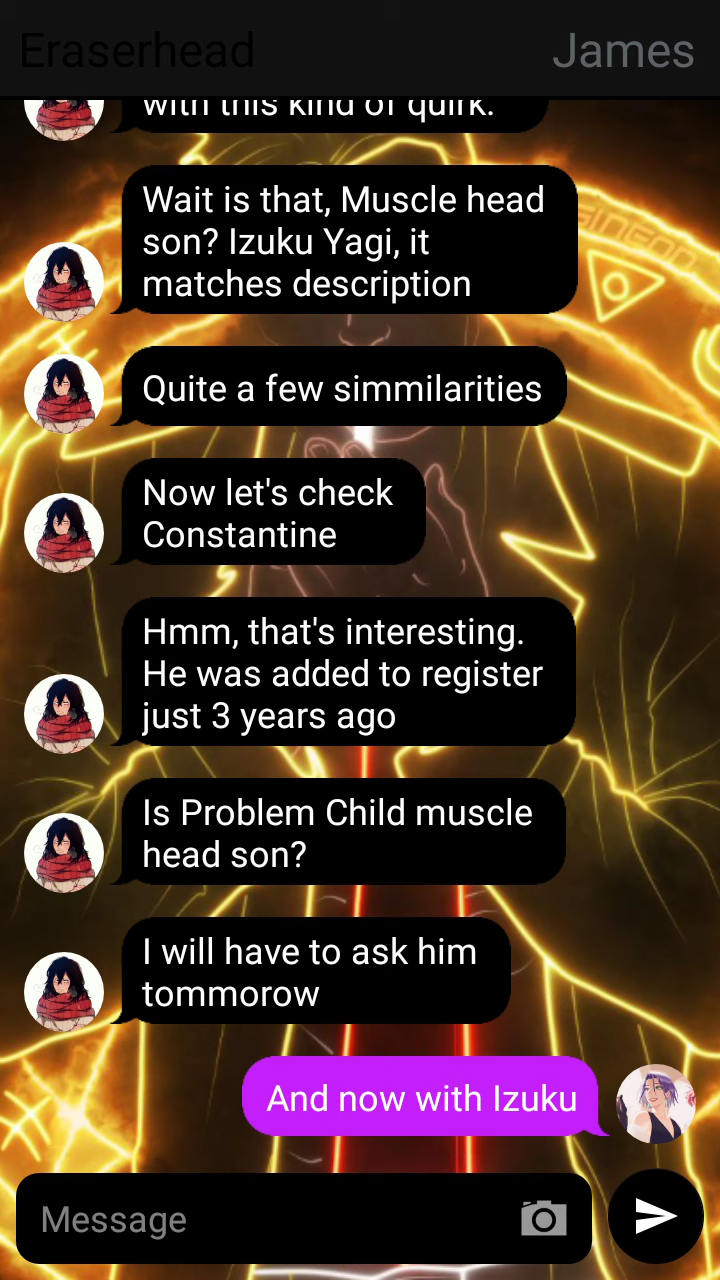 Eraserhead
James
with this kind of quirk.
Wait is that, Muscle head
son? Izuku Yagi, it
matches description
Quite a few simmilarities
Now let's check
Constantine
Hmm, that's interesting.
He was added to register
just 3 years ago
Is Problem Child muscle
head son?
I will have to ask him
tommorow
And now with Izuku
Message